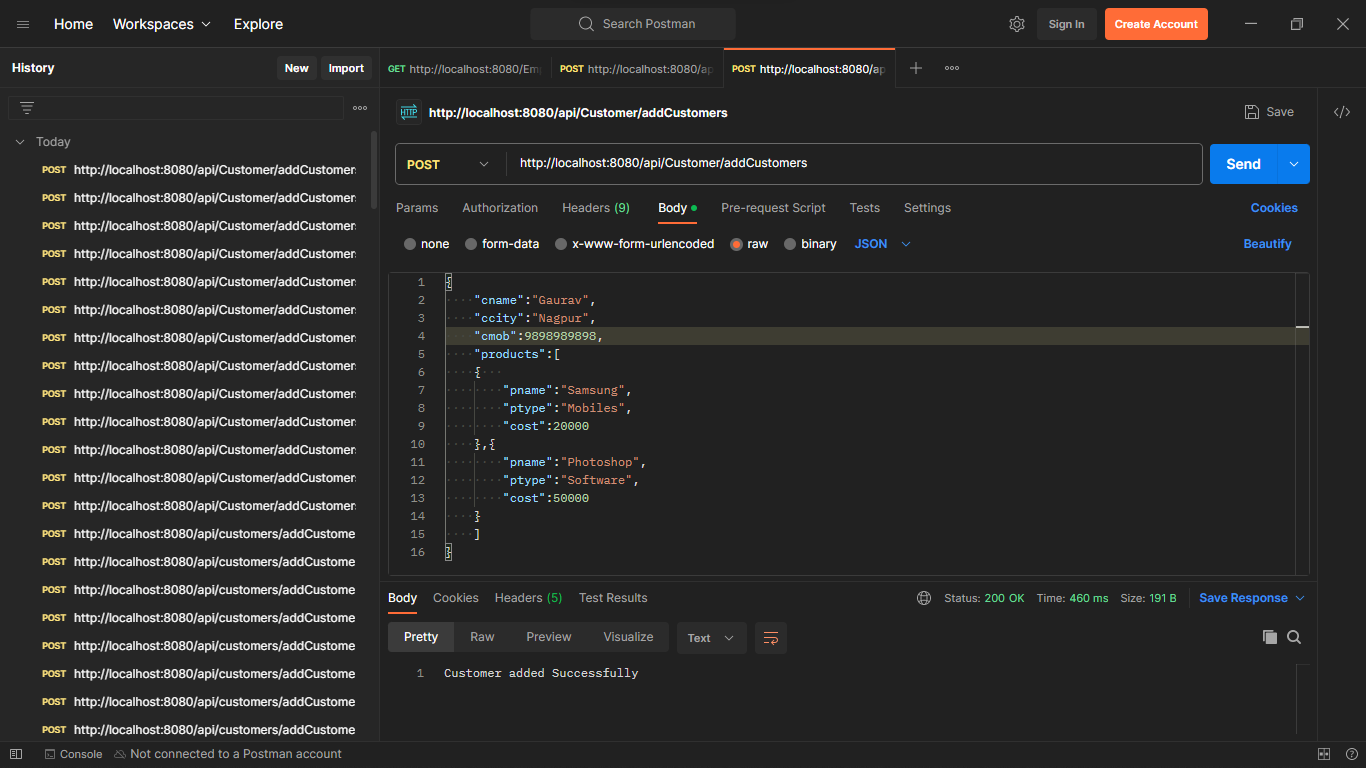 Home Workspaces Explore Search Postman Sign In Create Account
History New Import
GET http://localhost:8080/Em POST http://localhost:8080/ap POST http://localhost:8080/ap
HTTP http://localhost:8080/api/Customer/addCustomers Save
Today
POST http://localhost:8080/api/Customer/addCustomer
POST http://localhost:8080/api/Customer/addCustomer
POST http://localhost:8080/api/Customer/addCustomer
POST http://localhost:8080/api/Customer/addCustomer
POST http://localhost:8080/api/Customer/addCustomer
POST http://localhost:8080/api/Customer/addCustomer
POST http://localhost:8080/api/Customer/addCustomer
POST http://localhost:8080/api/Customer/addCustomer
POST http://localhost:8080/api/Customer/addCustomer
POST http://localhost:8080/api/Customer/addCustomer
POST http://localhost:8080/api/Customer/addCustomer
POST http://localhost:8080/api/Customer/addCustomer
POST http://localhost:8080/api/Customer/addCustomer
POST http://localhost:8080/api/customers/addCustome
POST http://localhost:8080/api/customers/addCustome
POST http://localhost:8080/api/customers/addCustome
POST http://localhost:8080/api/customers/addCustome
POST http://localhost:8080/api/customers/addCustome
POST http://localhost:8080/api/customers/addCustome
POST http://localhost:8080/api/customers/addCustome
POST http://localhost:8080/api/customers/addCustome
POST http://localhost:8080/api/Customer/addCustomers Send
Params Authorization Headers (9) Body Pre-request Script Tests Settings Cookies
none form-data x-www-form-urlencoded raw binary JSON Beautify
1 {
2 "cname":"Gaurav",
3 "ccity":"Nagpur",
4 "cmob":9898989898,
5 "products":[
6 {
7 "pname":"Samsung",
8 "ptype":"Mobiles",
9 "cost":20000
10 },{
11 "pname":"Photoshop",
12 "ptype":"Software",
13 "cost":50000
14 }
15 ]
16 }
Body Cookies Headers (5) Test Results Status: 200 OK Time: 460 ms Size: 191 B Save Response
Pretty Raw Preview Visualize Text
1 Customer added Successfully
Console Not connected to a Postman account